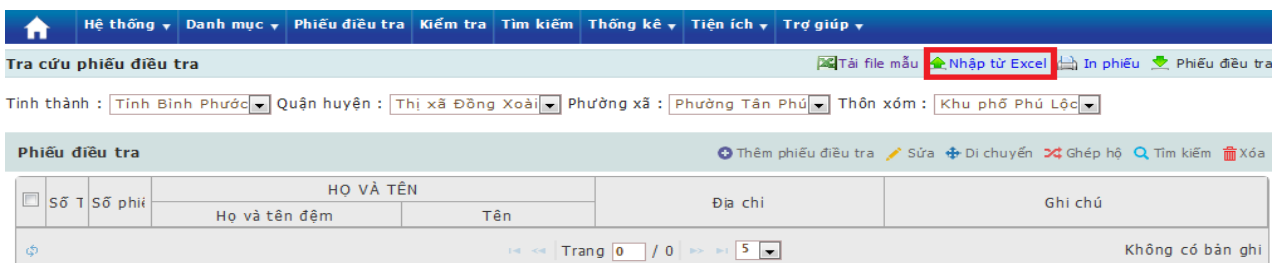 Hệ thống Danh mục Phiếu điều tra Kiểm tra Tìm kiếm Thống kê Tiện ích Trợ giúp
Tra cứu phiếu điều tra Tải file mẫu Nhập từ Excel In phiếu Phiếu điều tra
Tỉnh thành : Tỉnh Bình Phước Quận huyện : Thị xã Đồng Xoài Phường xã : Phường Tân Phú Thôn xóm : Khu phố Phú Lộc
Phiếu điều tra Thêm phiếu điều tra Sửa Di chuyển Ghép hộ Tìm kiếm Xóa
Số T Số phiế HỌ VÀ TÊN Địa chỉ Ghi chú
Họ và tên đệm Tên
Trang 0 / 0 5 Không có bản ghi